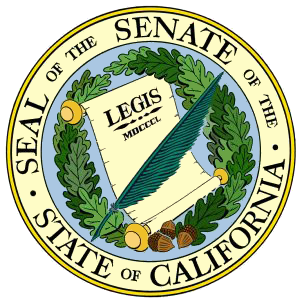 SEAL OF THE SENATE OF THE
STATE OF CALIFORNIA
LEGIS
MDCCCL